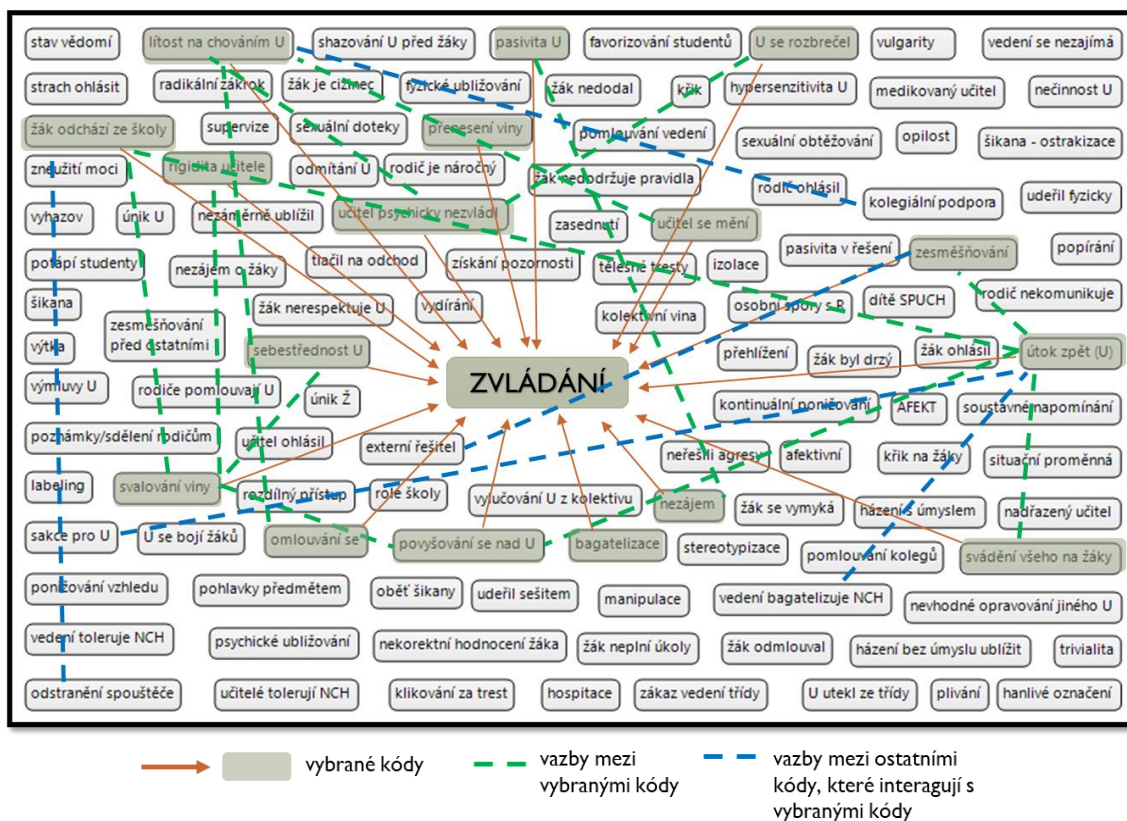 stav vědomí
lítost na chováním U
shazování U před žáky
pasivita U
favorizování studentů
U se rozbrečel
vulgarity
vedení se nezajímá
strach ohlásit
radikální zákrok
žák je cizinec
fyzické ubližování
žák nedodal
křik
hypersenzitivita U
medikovaný učitel
nečinnost U
žák odchází ze školy
supervize
sexuální doteky
přenesení viny
pomlouvání vedení
sexuální obtěžování
opilost
šikana - ostrakizace
zneužití moci
rigidita učitele
odmítání U
rodič je náročný
žák nedodržuje pravidla
rodič ohlásil
kolegiální podpora
udeřil fyzicky
vyhazov
únik U
nezáměrně ublížil
učitel psychicky nezvládl
zasednutí
učitel se mění
pasivita v řešení
zesměšňování
popírání
potápí studenty
nezájem o žáky
tlačil na odchod
získání pozornosti
tělesné tresty
izolace
šikana
žák nerespektuje U
vydírání
kolektivní vina
osobní spory s R
dítě SPUCH
rodič nekomunikuje
výtka
zesměšňování
před ostatními
sebestřednost U
ZVLÁDÁNÍ
přehlížení
žák byl drzý
žák ohlásil
útok zpět (U)
výmluvy U
rodiče pomlouvají U
únik Ž
kontinuální ponižování
AFEKT
soustavné napomínání
poznámky/sdělení rodičům
učitel ohlásil
externí řešitel
neřešili agresy
afektivní
křik na žáky
situační proměnná
labeling
svalování viny
rozdílný přístup
role školy
vylučování U z kolektivu
nezájem
žák se vymyká
házení s úmyslem
nadřazený učitel
sakce pro U
U se bojí žáků
omlouvání se
povyšování se nad U
bagatelizace
stereotypizace
pomlouvání kolegů
svádění všeho na žáky
ponižování vzhledu
pohlavky předmětem
oběť šikany
udeřil sešitem
manipulace
vedení bagatelizuje NCH
nevhodné opravování jiného U
vedení toleruje NCH
psychické ubližování
nekorektní hodnocení žáka
žák neplní úkoly
žák odmlouval
házení bez úmyslu ublížit
trivialita
odstranění spouštěče
učitelé tolerují NCH
klikování za trest
hospitace
zákaz vedení třídy
U utekl ze třídy
plivání
hanlivé označení
vybrané kódy
vazby mezi
vybranými kódy
vazby mezi ostatními
kódy, které interagují s
vybranými kódy